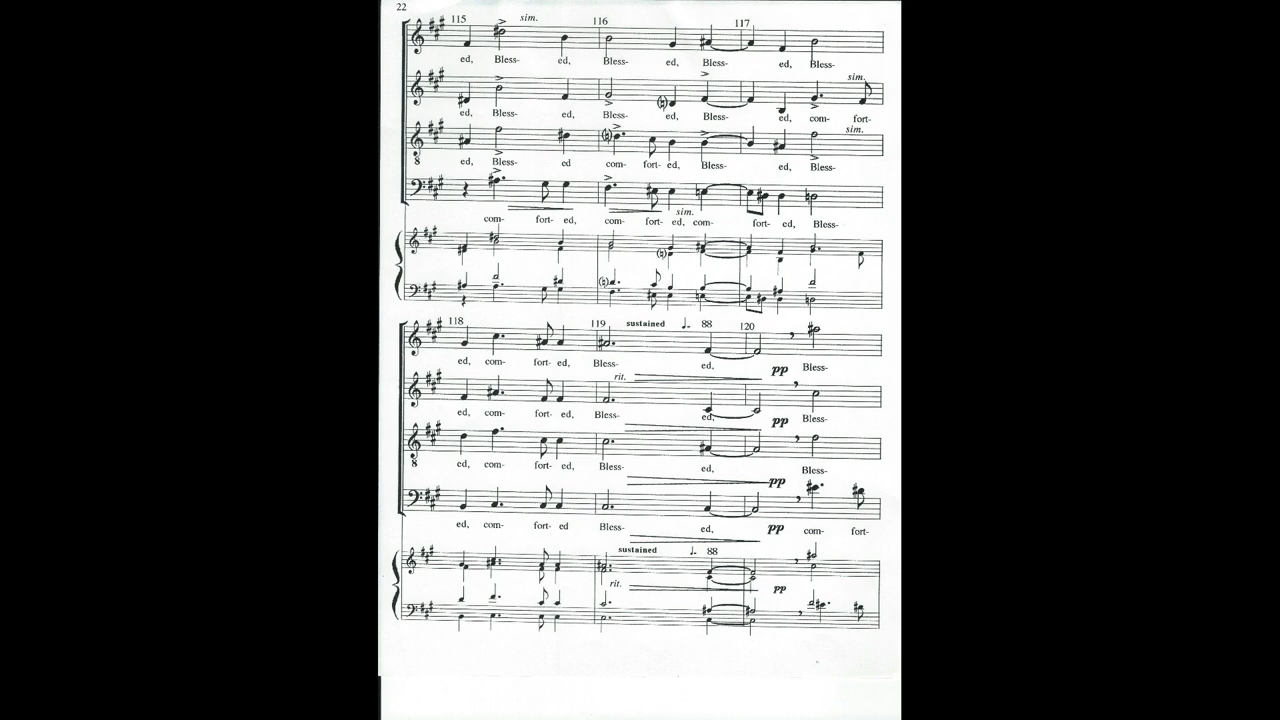 22
115 sim. 116 117
ed, Bless- ed, Bless- ed, Bless- ed, Bless-
sim.
ed, Bless- ed, Bless- ed, Bless- ed, com- fort-
sim.
8
ed, Bless- ed com- fort- ed, Bless- ed, Bless-
sim.
com- fort- ed, com- fort- ed, com- fort- ed, Bless-
118 119 sustained 88 120
ed, com- fort- ed, Bless- ed, pp Bless-
rit.
ed, com- fort- ed, Bless- ed, pp Bless-
8
ed, com- fort- ed, Bless- ed, Bless-
pp
ed, com- fort- ed Bless- ed, pp com- fort-
sustained 88
rit. pp